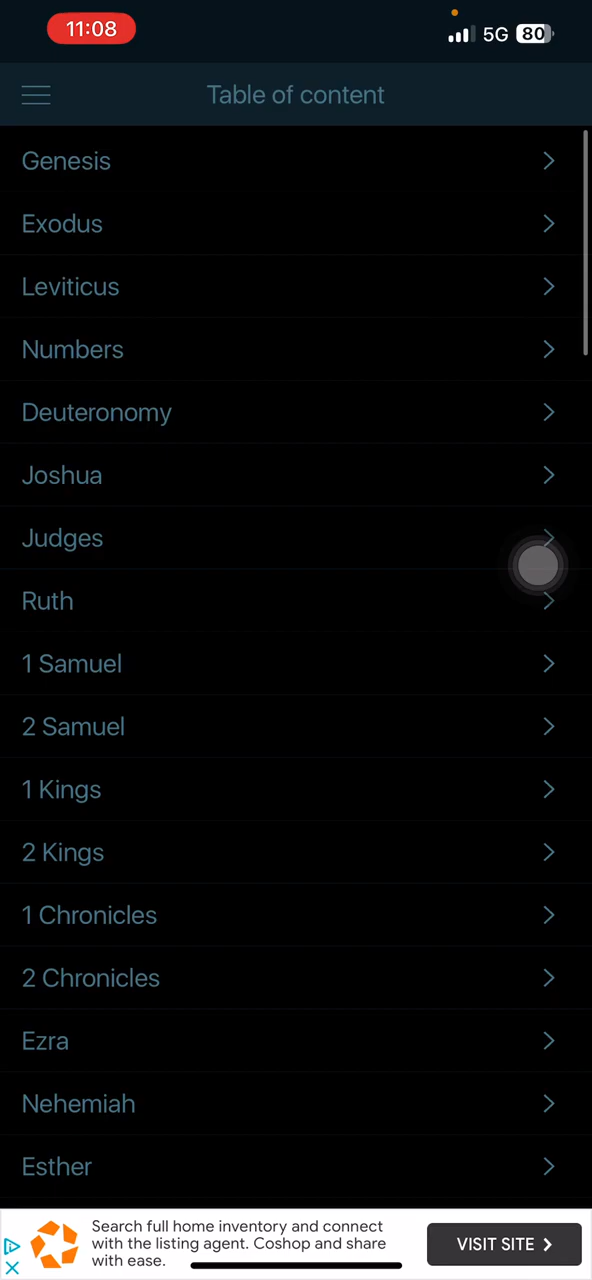 11:08
5G 80
Table of content
Genesis
Exodus
Leviticus
Numbers
Deuteronomy
Joshua
Judges
Ruth
1 Samuel
2 Samuel
1 Kings
2 Kings
1 Chronicles
2 Chronicles
Ezra
Nehemiah
Esther
Search full home inventory and connect
with the listing agent. Coshop and share
with ease.
VISIT SITE